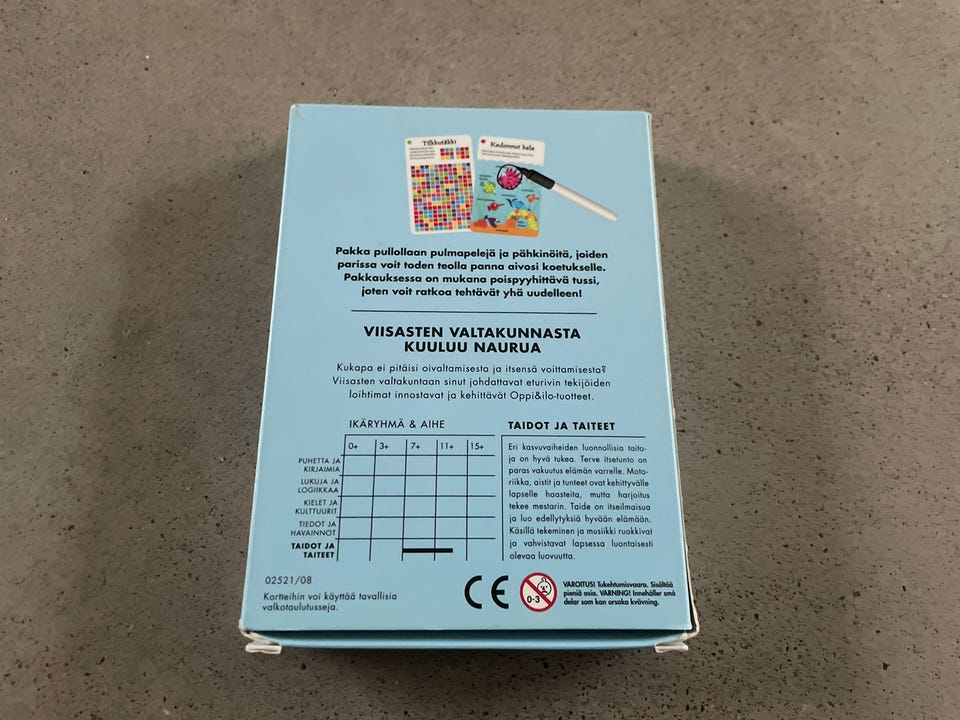 Tilkkutäkki
Kadonnut kala
Pakka pullollaan pulmapelejä ja pähkinöitä, joiden
parissa voit toden teolla panna aivosi koetukselle.
Pakkauksessa on mukana poispyyhittävä tussi,
joten voit ratkoa tehtävät yhä uudelleen!
VIISASTEN VALTAKUNNASTA
KUULUU NAURUA
Kukapa ei pitäisi oivaltamisesta ja itsensä voittamisesta?
Viisasten valtakuntaan sinut johdattavat eturivin tekijöiden
loihtimat innostavat ja kehittävät Oppi&ilo-tuotteet.
IKÄRYHMÄ & AIHE
0+ 3+ 7+ 11+ 15+
PUHETTA JA
KIRJAIMIA
LUKUJA JA
LOGIIKKAA
KIELET JA
KULTTUURIT
TIEDOT JA
HAVAINNOT
TAIDOT JA
TAITEET
TAIDOT JA TAITEET
Eri kasvuvaiheiden luonnollisia taito-
ja on hyvä tukea. Terve itsetunto on
paras vakuutus elämän varrelle. Moto-
riikka, aistit ja tunteet ovat kehittyvälle
lapselle haasteita, mutta harjoitus
tekee mestarin. Taide on itseilmaisua
ja luo edellytyksiä hyvään elämään.
Käsillä tekeminen ja musiikki ruokkivat
ja vahvistavat lapsessa luontaisesti
olevaa luovuutta.
02521/08
Kortteihin voi käyttää tavallisia
valkotaulutusseja.
CE
0-3
VAROITUS! Tukehtumisvaara. Sisältää
pieniä osia. VARNING! Innehåller små
delar som kan orsaka kvävning.